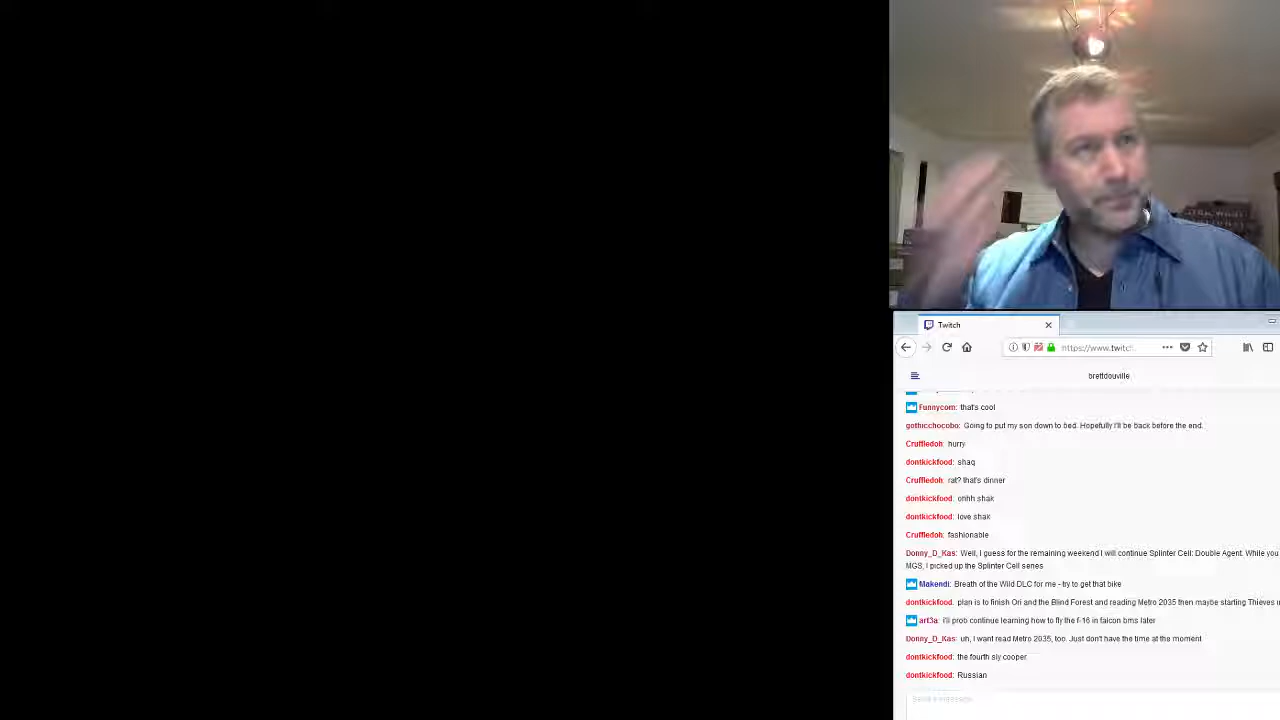 Twitch
https://www.twitc
brettdouville
Funnycom: that's cool
gothicchocobo: Going to put my son down to bed. Hopefully I'll be back before the end.
Cruffledoh: hurry
dontkickfood: shaq
Cruffledoh: rat? that's dinner
dontkickfood: ohhh shak
dontkickfood: love shak
Cruffledoh: fashionable
Donny_D_Kas: Well, I guess for the remaining weekend I will continue Splinter Cell: Double Agent. While you
MGS, I picked up the Splinter Cell series
Makendi: Breath of the Wild DLC for me - try to get that bike
dontkickfood: plan is to finish Ori and the Blind Forest and reading Metro 2035 then maybe starting Thieves
art3a: i'll prob continue learning how to fly the f-16 in falcon bms later
Donny_D_Kas: uh, I want read Metro 2035, too. Just don't have the time at the moment
dontkickfood: the fourth sly cooper
dontkickfood: Russian
Send a message